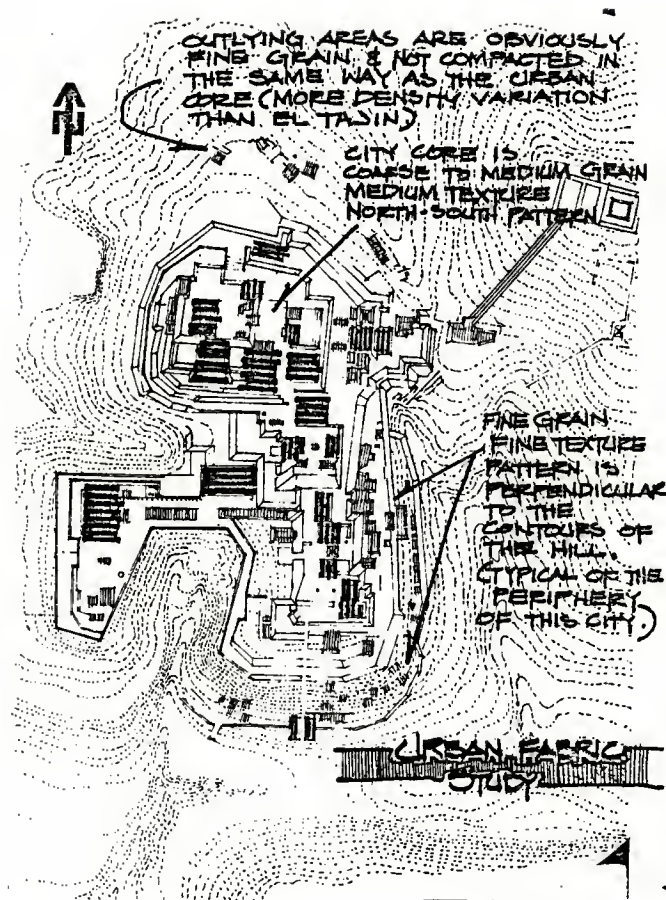 OUTLYING AREAS ARE OBVIOUSLY
FINE GRAIN & NOT COMPACTED IN
THE SAME WAY AS THE URBAN
CORE (MORE DENSITY VARIATION
THAN EL TAJIN)
CITY CORE IS
COARSE TO MEDIUM GRAIN
MEDIUM TEXTURE
NORTH-SOUTH PATTERN
FINE GRAIN
FINE TEXTURE
PATTERN IS
PERPENDICULAR
TO THE
CONTOURS OF
THE HILL.
(TYPICAL OF THE
PERIPHERY
OF THIS CITY)
URBAN FABRIC
STUDY